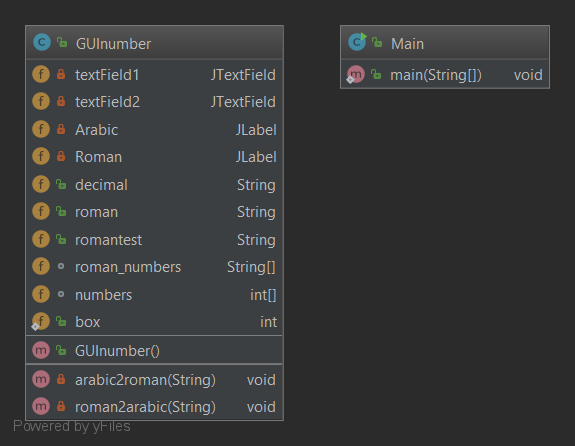 GUInumber
textField1 JTextField
textField2 JTextField
Arabic JLabel
Roman JLabel
decimal String
roman String
romantest String
roman_numbers String[]
numbers int[]
box int
GUInumber()
arabic2roman(String) void
roman2arabic(String) void
Main
main(String[]) void
Powered by yFiles